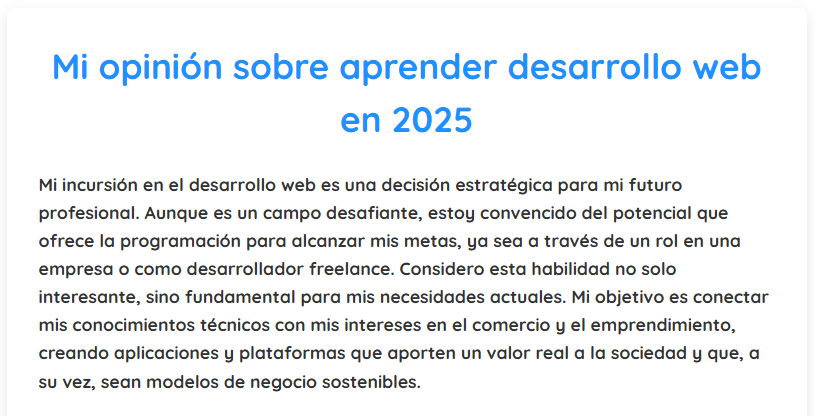 Mi opinión sobre aprender desarrollo web
en 2025
Mi incursión en el desarrollo web es una decisión estratégica para mi futuro
profesional. Aunque es un campo desafiante, estoy convencido del potencial que
ofrece la programación para alcanzar mis metas, ya sea a través de un rol en una
empresa o como desarrollador freelance. Considero esta habilidad no solo
interesante, sino fundamental para mis necesidades actuales. Mi objetivo es conectar
mis conocimientos técnicos con mis intereses en el comercio y el emprendimiento,
creando aplicaciones y plataformas que aporten un valor real a la sociedad y que, a
su vez, sean modelos de negocio sostenibles.